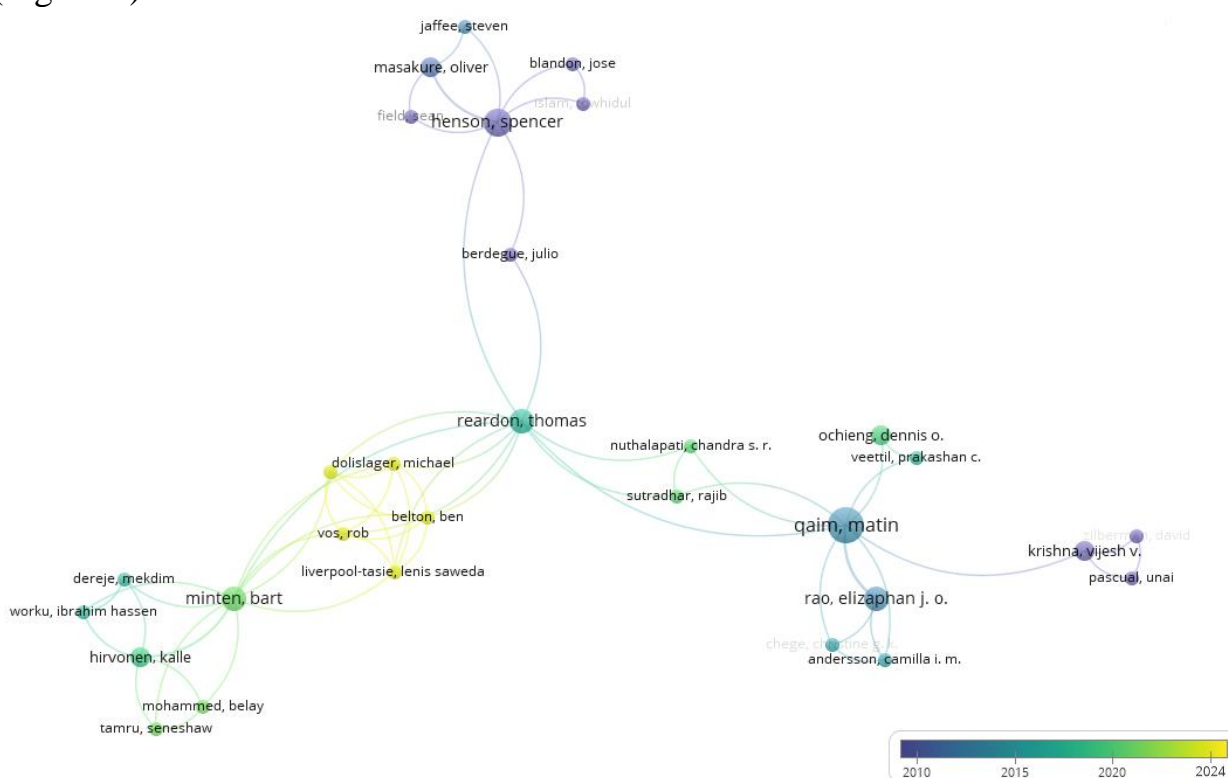 jaffee, steven
masakure, oliver
blandon, jose
field, sean
henson, spencer
berdegue, julio
reardon, thomas
ochieng, dennis o.
nuthalapati, chandra s. r.
veettil, prakashan c.
dolislager, michael
sutradhar, rajib
belton, ben
qaim, matin
vos, rob
krishna, vijesh v.
liverpool-tasie, lenis saweda
dereje, mekdim
pascual, unai
minten, bart
rao, elizaphan j. o.
worku, ibrahim hassen
hirvonen, kalle
andersson, camilla i. m.
mohammed, belay
tamru, seneshaw
2010
2015
2020
2024